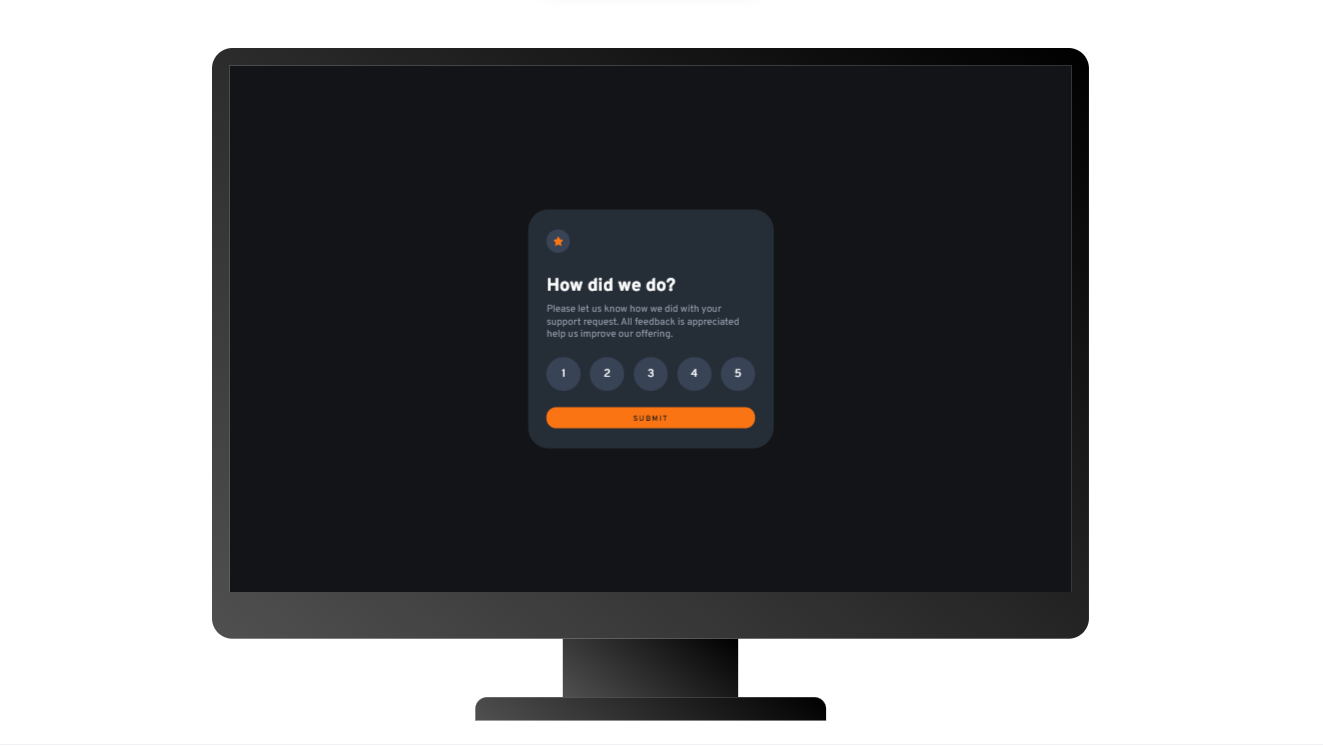 How did we do?
Please let us know how we did with your
support request. All feedback is appreciated
help us improve our offering.
1 2 3 4 5
SUBMIT